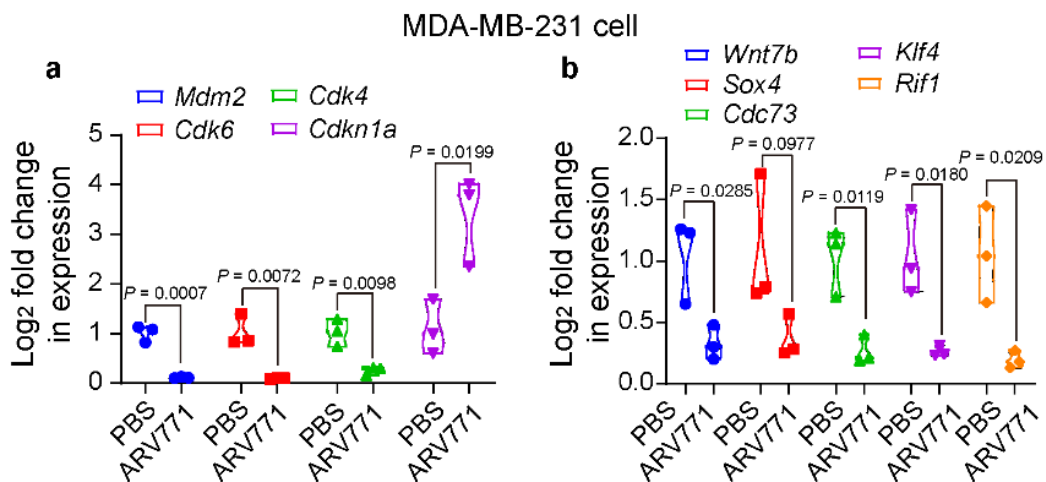 MDA-MB-231 cell
a
Mdm2
Cdk4
Cdk6
Cdkn1a
Log2 fold change
in expression
5
4
3
2
1
0
P = 0.0007
P = 0.0072
P = 0.0098
P = 0.0199
PBS
ARV771
PBS
ARV771
PBS
ARV771
PBS
ARV771
b
Wnt7b
Klf4
Sox4
Rif1
Cdc73
Log2 fold change
in expression
2.0
1.5
1.0
0.5
0.0
P = 0.0285
P = 0.0977
P = 0.0119
P = 0.0180
P = 0.0209
PBS
ARV771
PBS
ARV771
PBS
ARV771
PBS
ARV771
PBS
ARV771